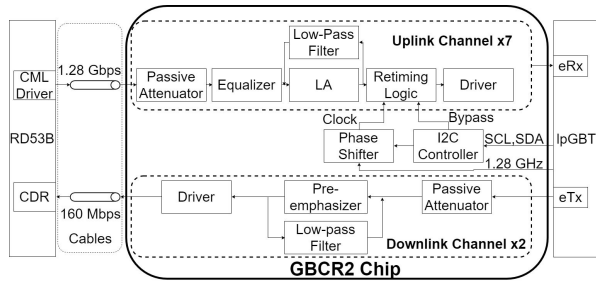 Low-Pass
Filter
Uplink Channel x7
CML
Driver
1.28 Gbps
Passive
Attenuator
Equalizer
LA
Retiming
Logic
Driver
eRx
Clock
Bypass
RD53B
Phase
Shifter
I2C
Controller
SCL,SDA
lpGBT
1.28 GHz
CDR
160 Mbps
Driver
Pre-
emphasizer
Passive
Attenuator
eTx
Low-pass
Filter
Downlink Channel x2
Cables
GBCR2 Chip